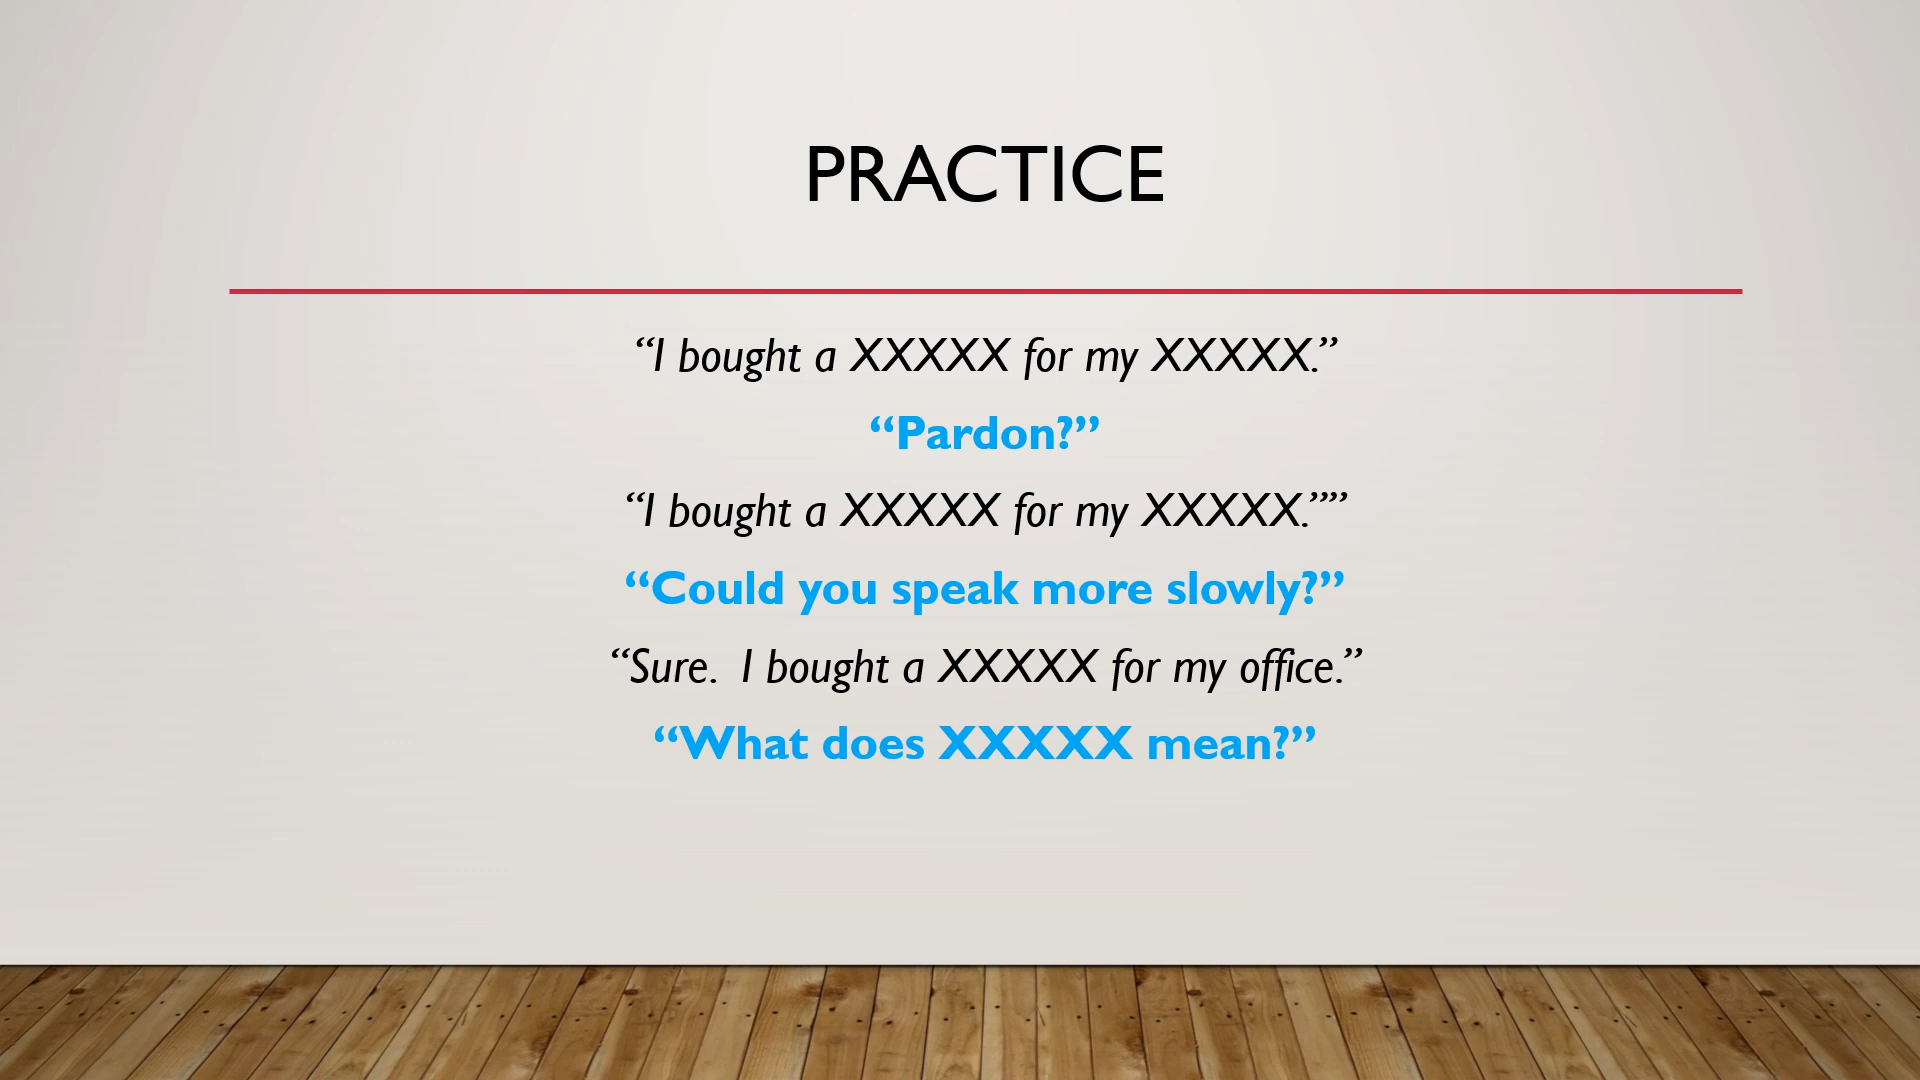 PRACTICE
“I bought a XXXXX for my XXXXX.”
“Pardon?”
“I bought a XXXXX for my XXXXX.””
“Could you speak more slowly?”
“Sure.  I bought a XXXXX for my office.”
“What does XXXXX mean?”